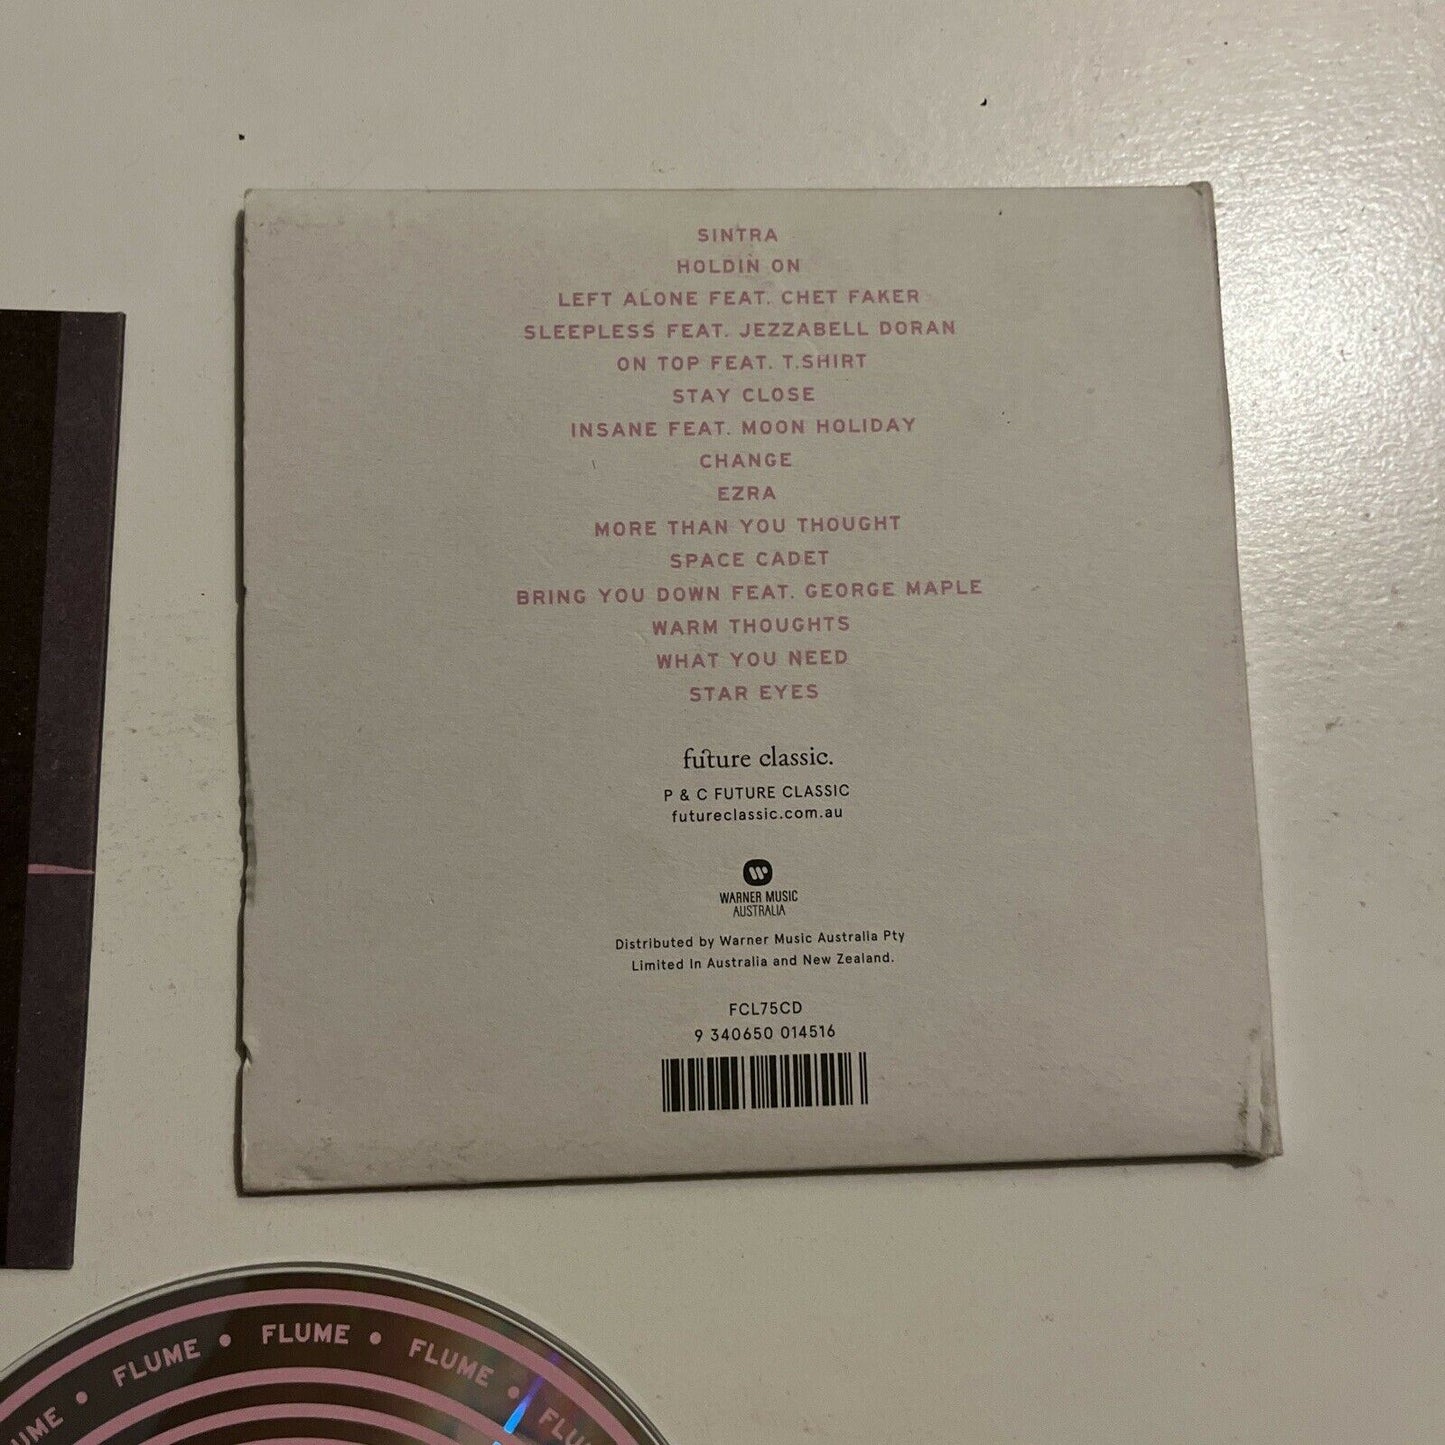 SINTRA
HOLDIN ON
LEFT ALONE FEAT. CHET FAKER
SLEEPLESS FEAT. JEZZABELL DORAN
ON TOP FEAT. T.SHIRT
STAY CLOSE
INSANE FEAT. MOON HOLIDAY
CHANGE
EZRA
MORE THAN YOU THOUGHT
SPACE CADET
BRING YOU DOWN FEAT. GEORGE MAPLE
WARM THOUGHTS
WHAT YOU NEED
STAR EYES
future classic.
P & C FUTURE CLASSIC
futureclassic.com.au
WARNER MUSIC
AUSTRALIA
Distributed by Warner Music Australia Pty
Limited In Australia and New Zealand.
FCL75CD
9 340650 014516
UME • FLUME • FLUME • FLUME • FLU